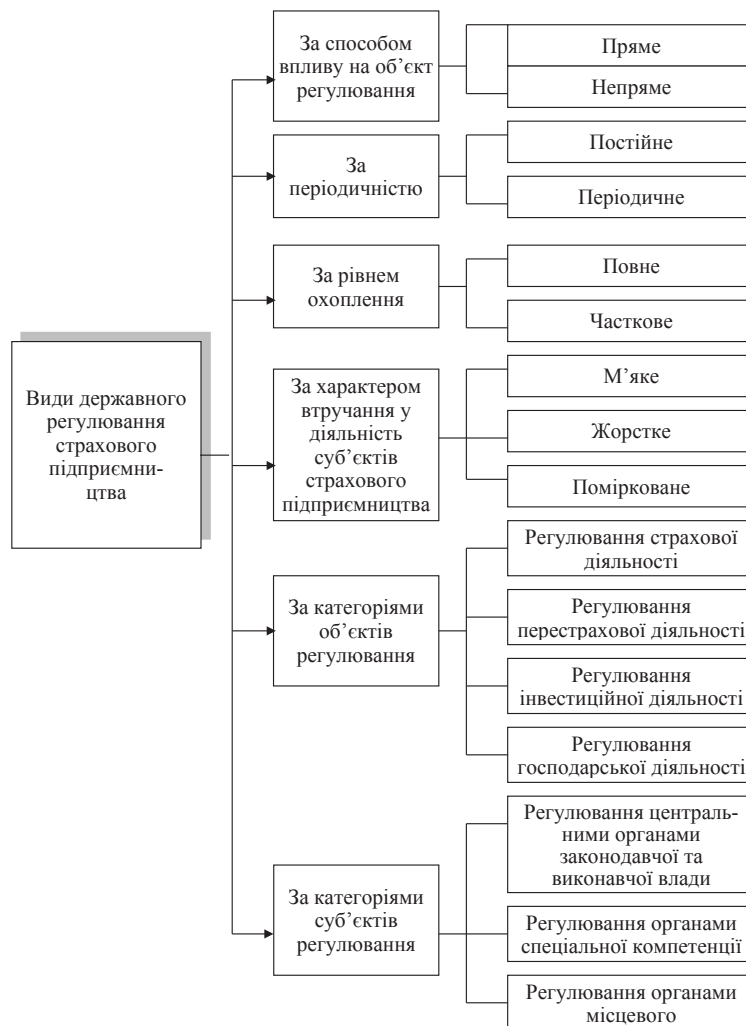 Види державного
регулювання
страхового
підприємни-
цтва
За способом
впливу на об’єкт
регулювання
Пряме
Непряме
За
періодичністю
Постійне
Періодичне
За рівнем
охоплення
Повне
Часткове
За характером
втручання у
діяльність
суб’єктів
страхового
підприємництва
М’яке
Жорстке
Помірковане
За категоріями
об’єктів
регулювання
Регулювання страхової
діяльності
Регулювання
перестрахової діяльності
Регулювання
інвестиційної діяльності
Регулювання
господарської діяльності
За категоріями
суб’єктів
регулювання
Регулювання централь-
ними органами
законодавчої та
виконавчої влади
Регулювання органами
спеціальної компетенції
Регулювання органами
місцевого